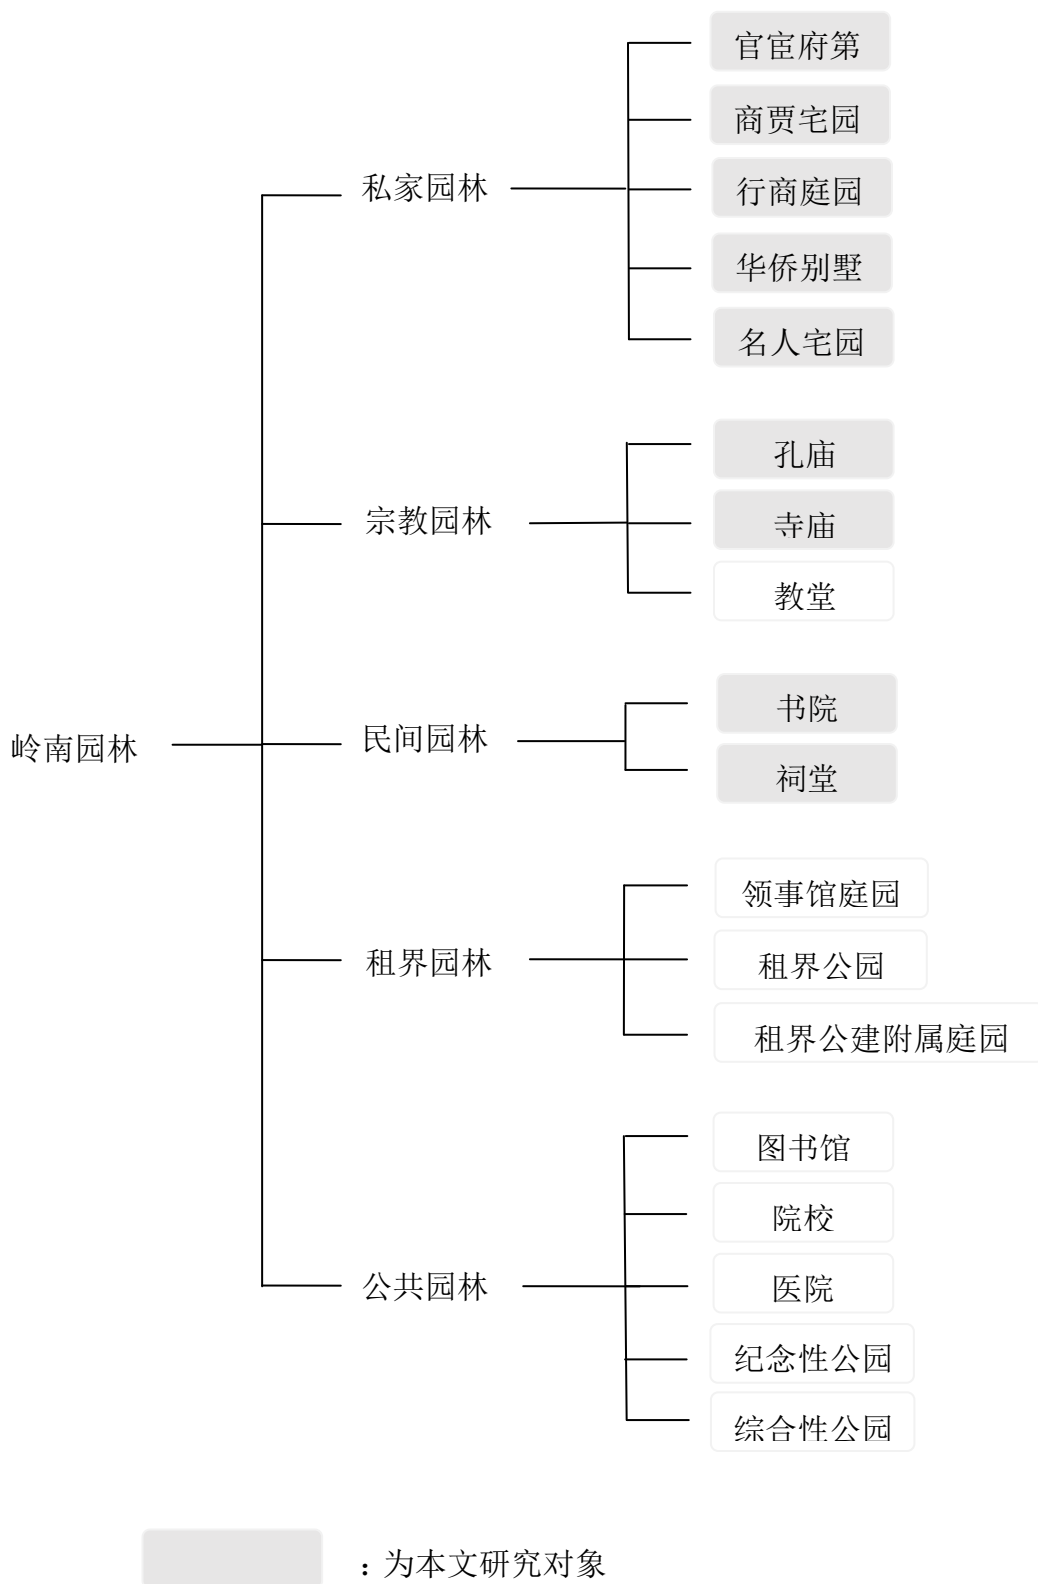 岭南园林
私家园林
官宦府第
商贾宅园
行商庭园
华侨别墅
名人宅园
宗教园林
孔庙
寺庙
教堂
民间园林
书院
祠堂
租界园林
领事馆庭园
租界公园
租界公建附属庭园
公共园林
图书馆
院校
医院
纪念性公园
综合性公园
：为本文研究对象